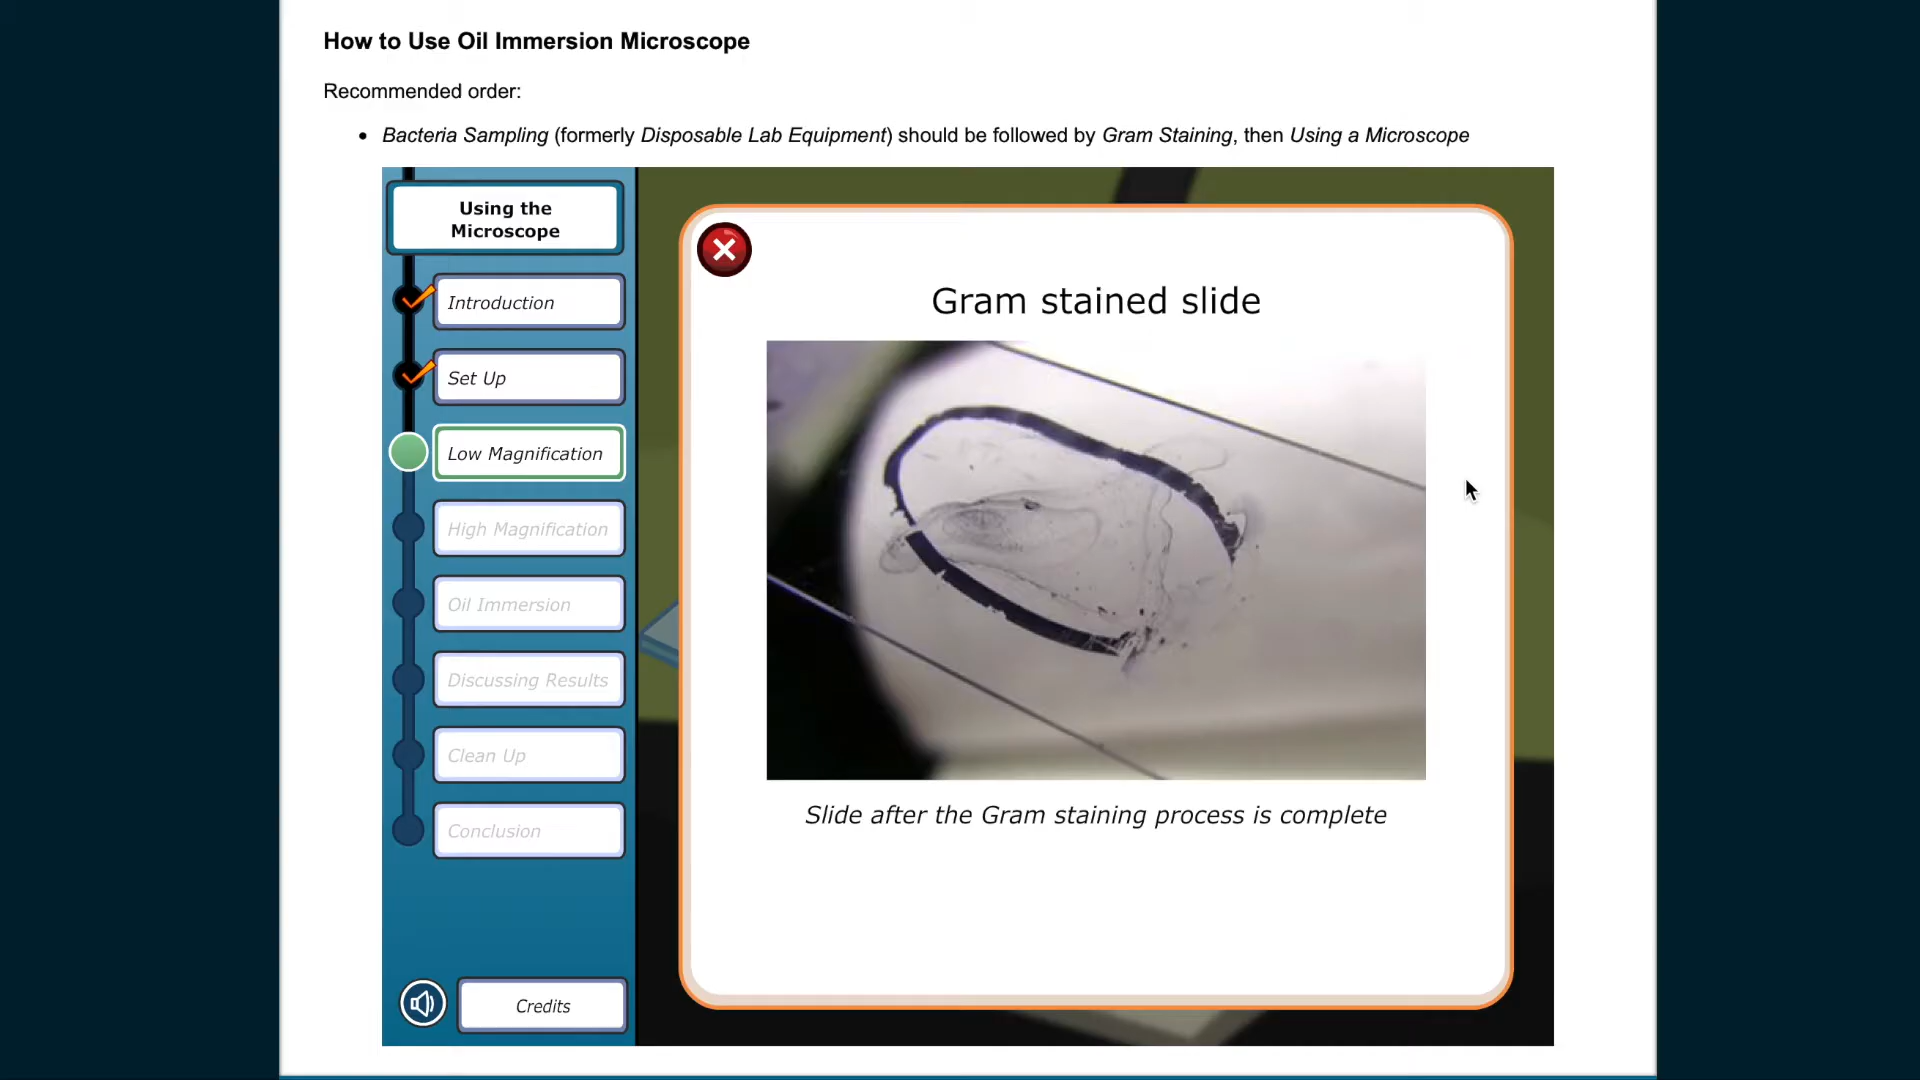 How to Use Oil Immersion Microscope
Recommended order:
• Bacteria Sampling (formerly Disposable Lab Equipment) should be followed by Gram Staining, then Using a Microscope
Using the
Microscope
Introduction
Set Up
Low Magnification
High Magnification
Oil Immersion
Discussing Results
Clean Up
Conclusion
Credits
Gram stained slide
Slide after the Gram staining process is complete